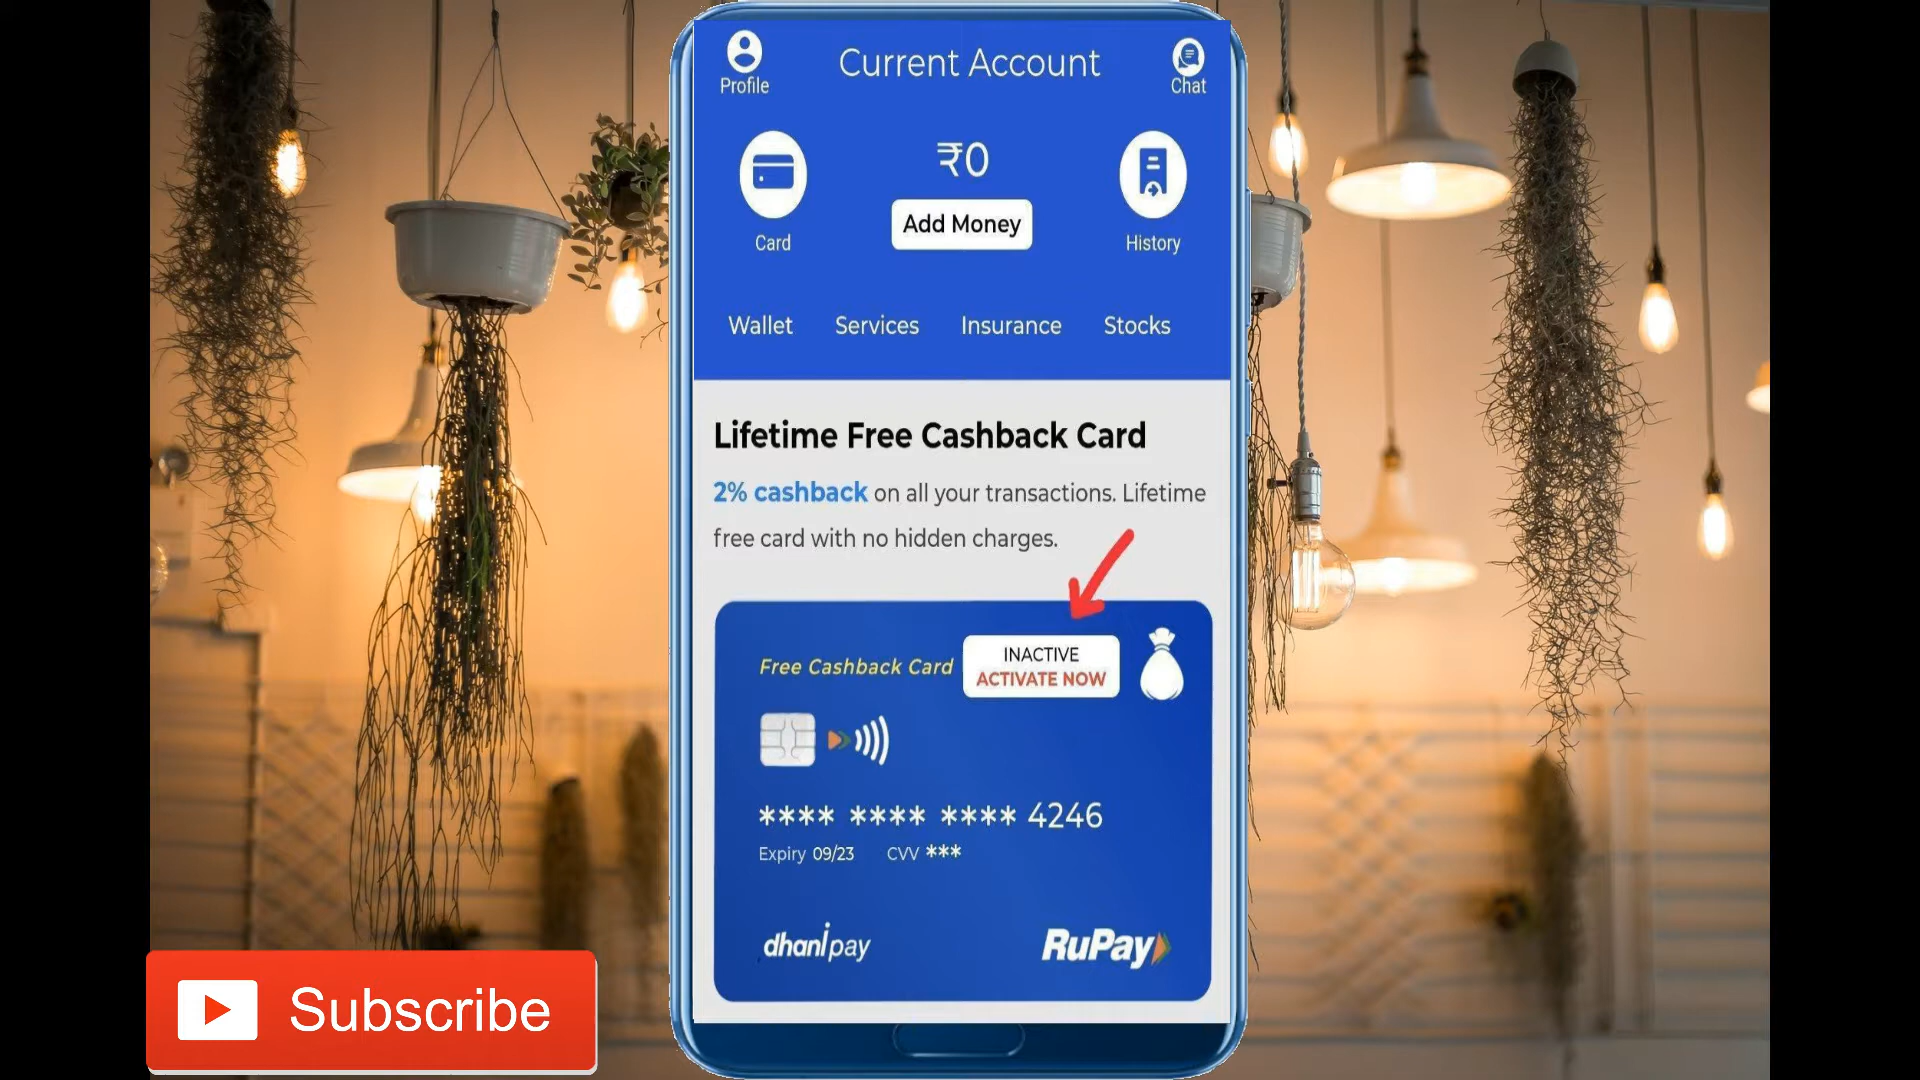 Profile
Current Account
Chat
₹0
Add Money
Card
History
Wallet Services Insurance Stocks
Lifetime Free Cashback Card
2% cashback on all your transactions. Lifetime
free card with no hidden charges.
Free Cashback Card
INACTIVE
ACTIVATE NOW
**** **** **** 4246
Expiry 09/23 CVV ***
dhani pay
RuPay
Subscribe